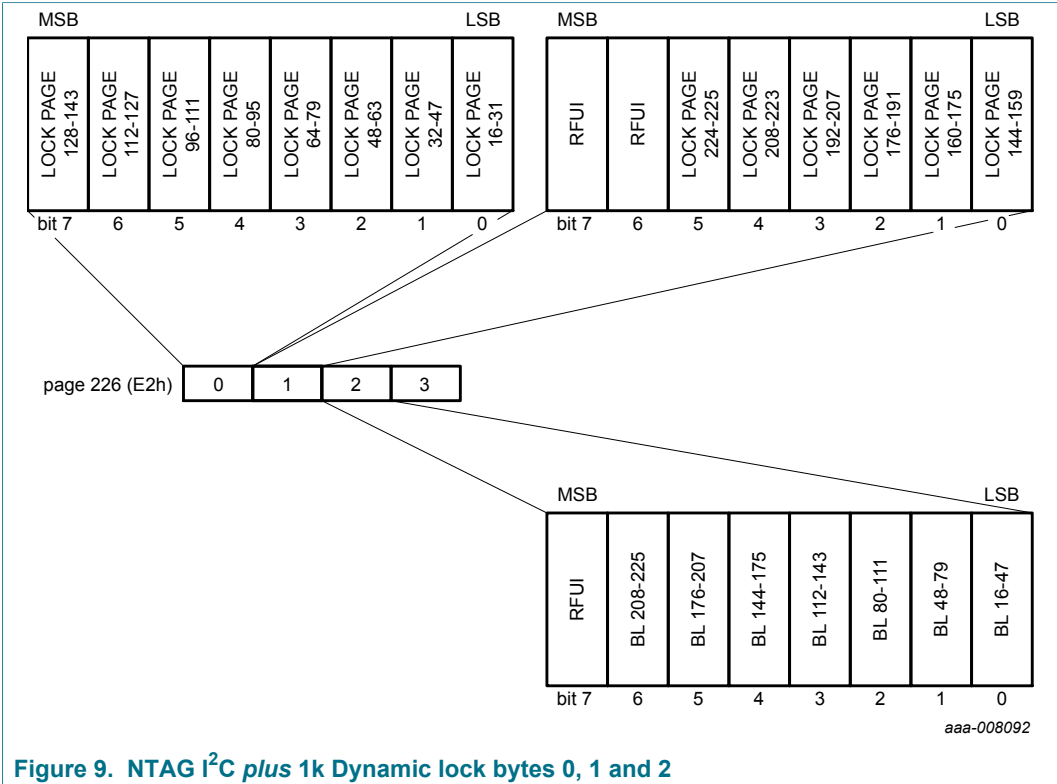 MSB LSB
LOCK PAGE
128-143
LOCK PAGE
112-127
LOCK PAGE
96-111
LOCK PAGE
80-95
LOCK PAGE
64-79
LOCK PAGE
48-63
LOCK PAGE
32-47
LOCK PAGE
16-31
bit 7 6 5 4 3 2 1 0
MSB LSB
RFUI
RFUI
LOCK PAGE
224-225
LOCK PAGE
208-223
LOCK PAGE
192-207
LOCK PAGE
176-191
LOCK PAGE
160-175
LOCK PAGE
144-159
bit 7 6 5 4 3 2 1 0
page 226 (E2h) 0 1 2 3
MSB LSB
RFUI
BL 208-225
BL 176-207
BL 144-175
BL 112-143
BL 80-111
BL 48-79
BL 16-47
bit 7 6 5 4 3 2 1 0
aaa-008092
Figure 9. NTAG I²C plus 1k Dynamic lock bytes 0, 1 and 2